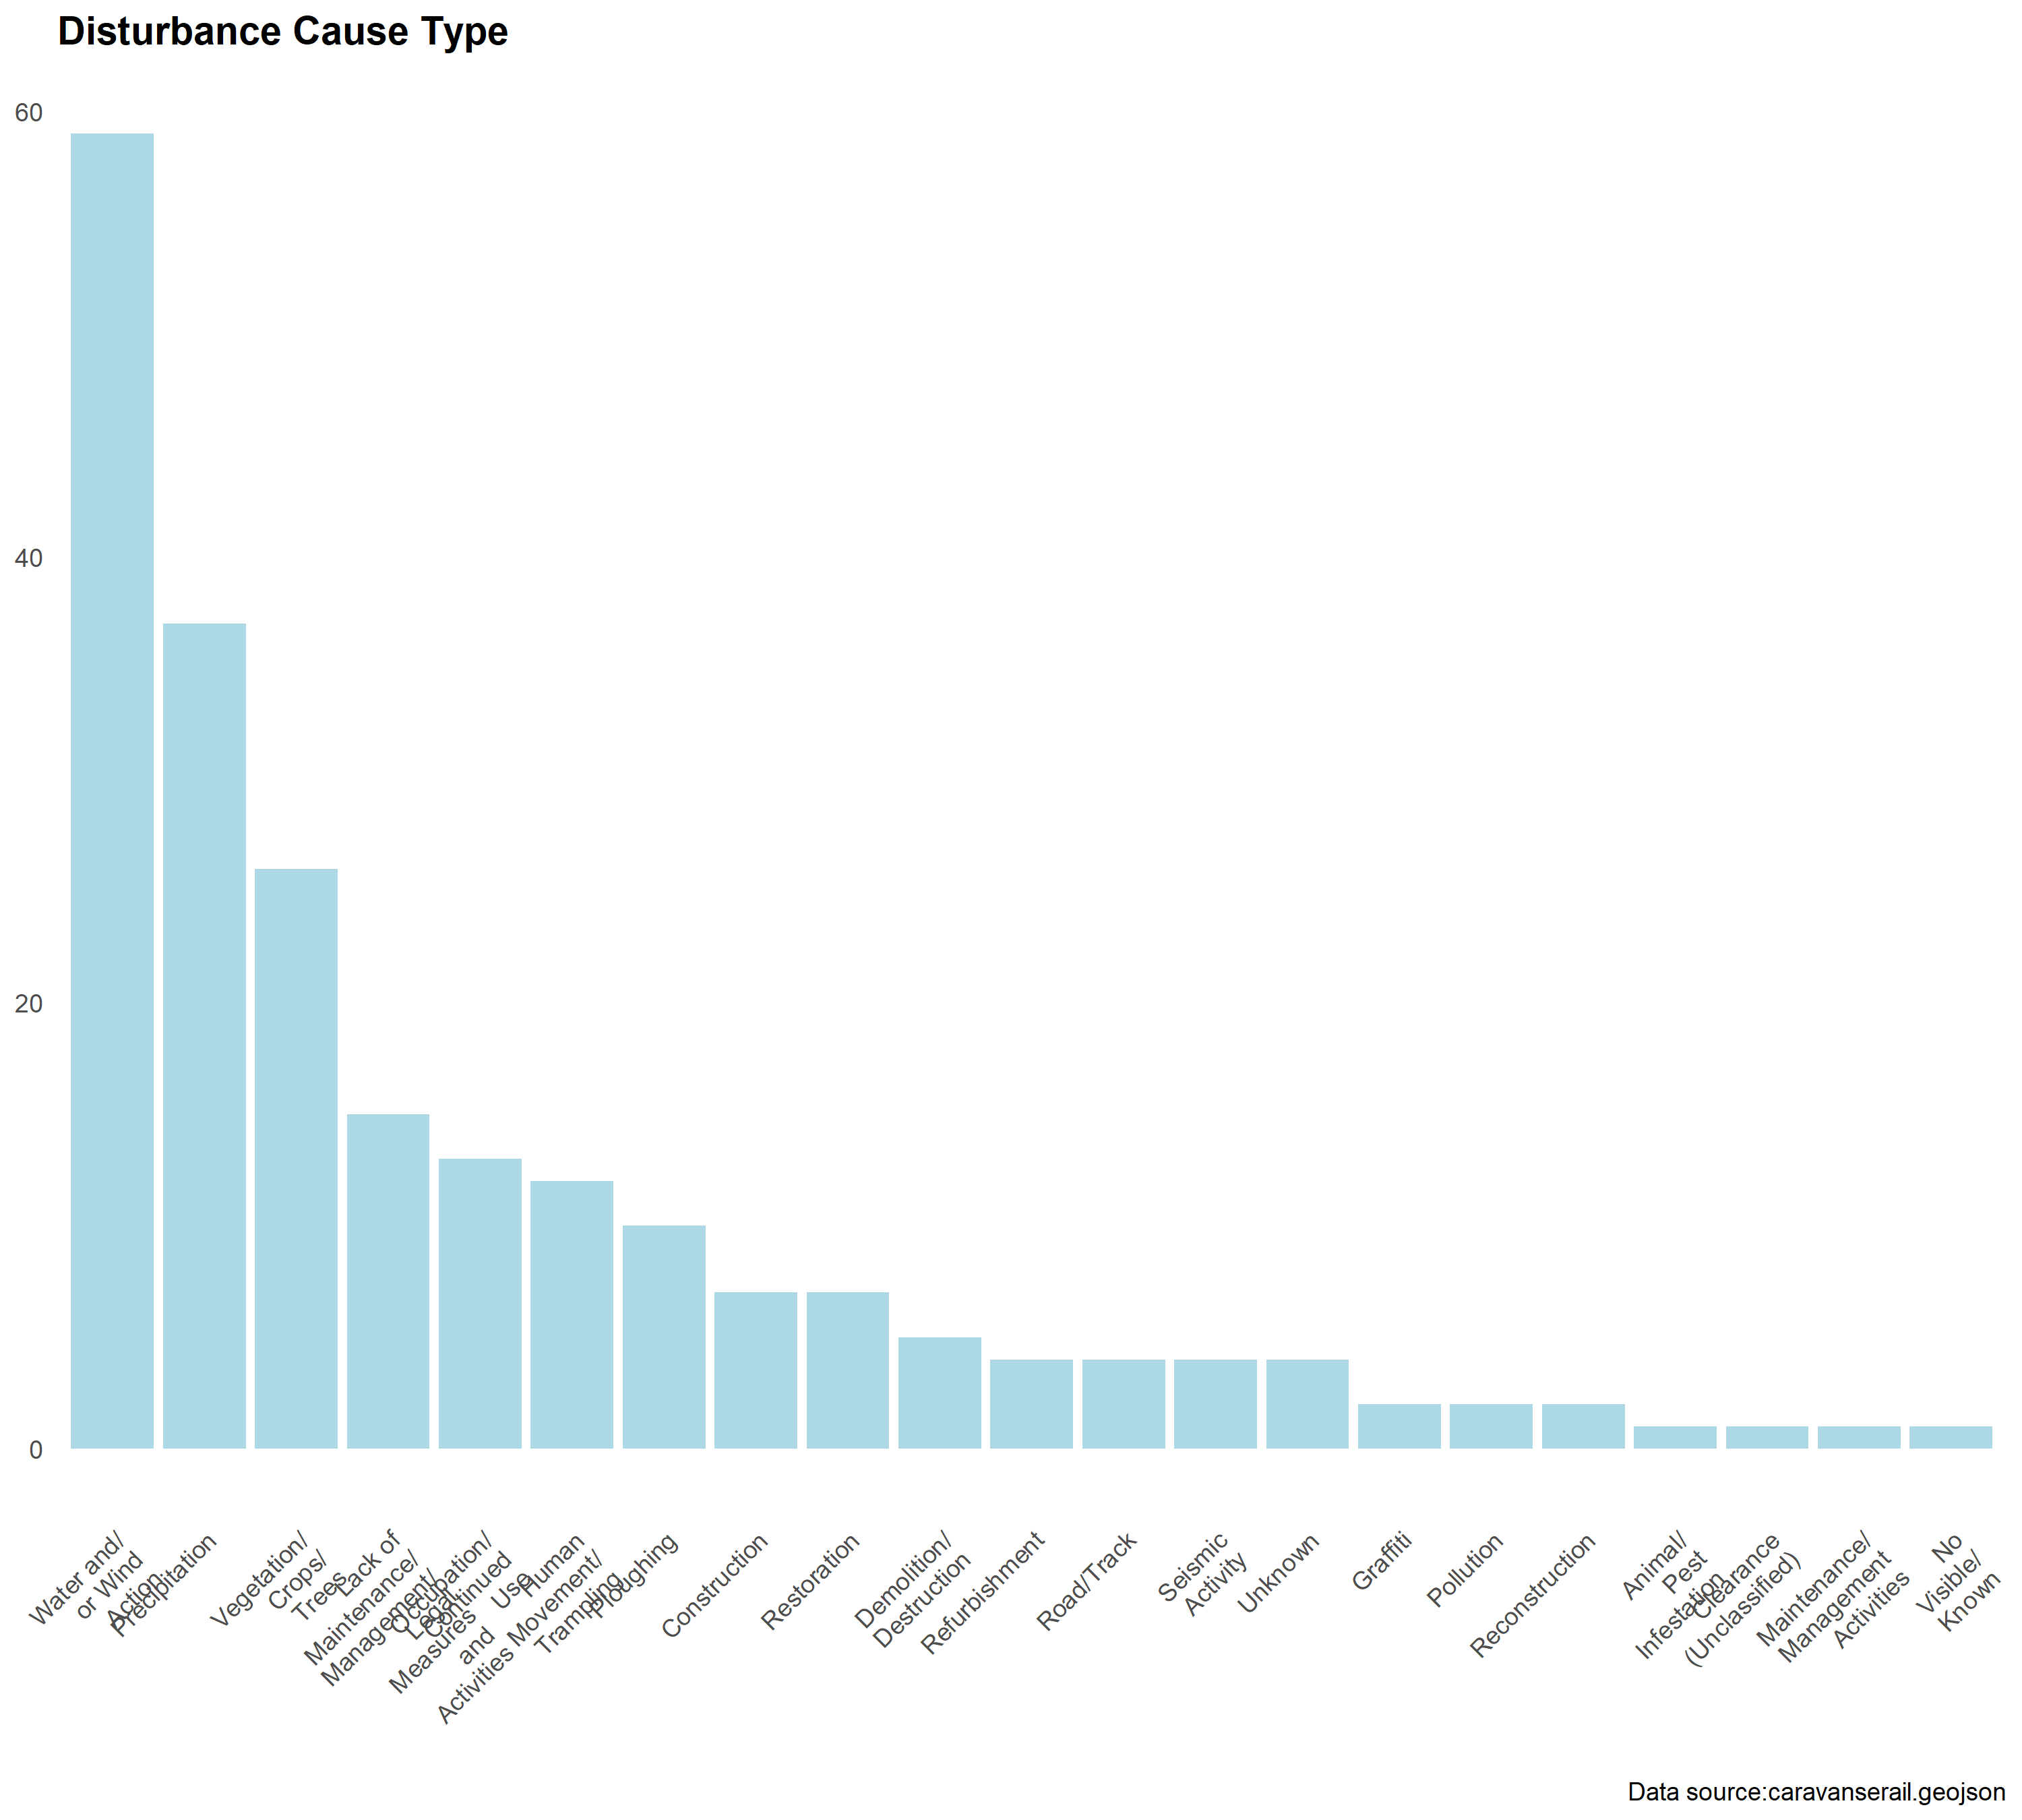 Disturbance Cause Type
60
40
20
0
Water and/
or Wind
Action
Precipitation
Vegetation/
Crops/
Trees
Lack of
Maintenance/
Management/
Legal
Measures
and
Activities
Occupation/
Continued
Use
Human
Movement/
Trampling
Ploughing
Construction
Restoration
Demolition/
Destruction
Refurbishment
Road/Track
Seismic
Activity
Unknown
Graffiti
Pollution
Reconstruction
Animal/
Pest
Infestation
Clearance
(Unclassified)
Maintenance/
Management
Activities
No
Visible/
Known
Data source:caravanserail.geojson